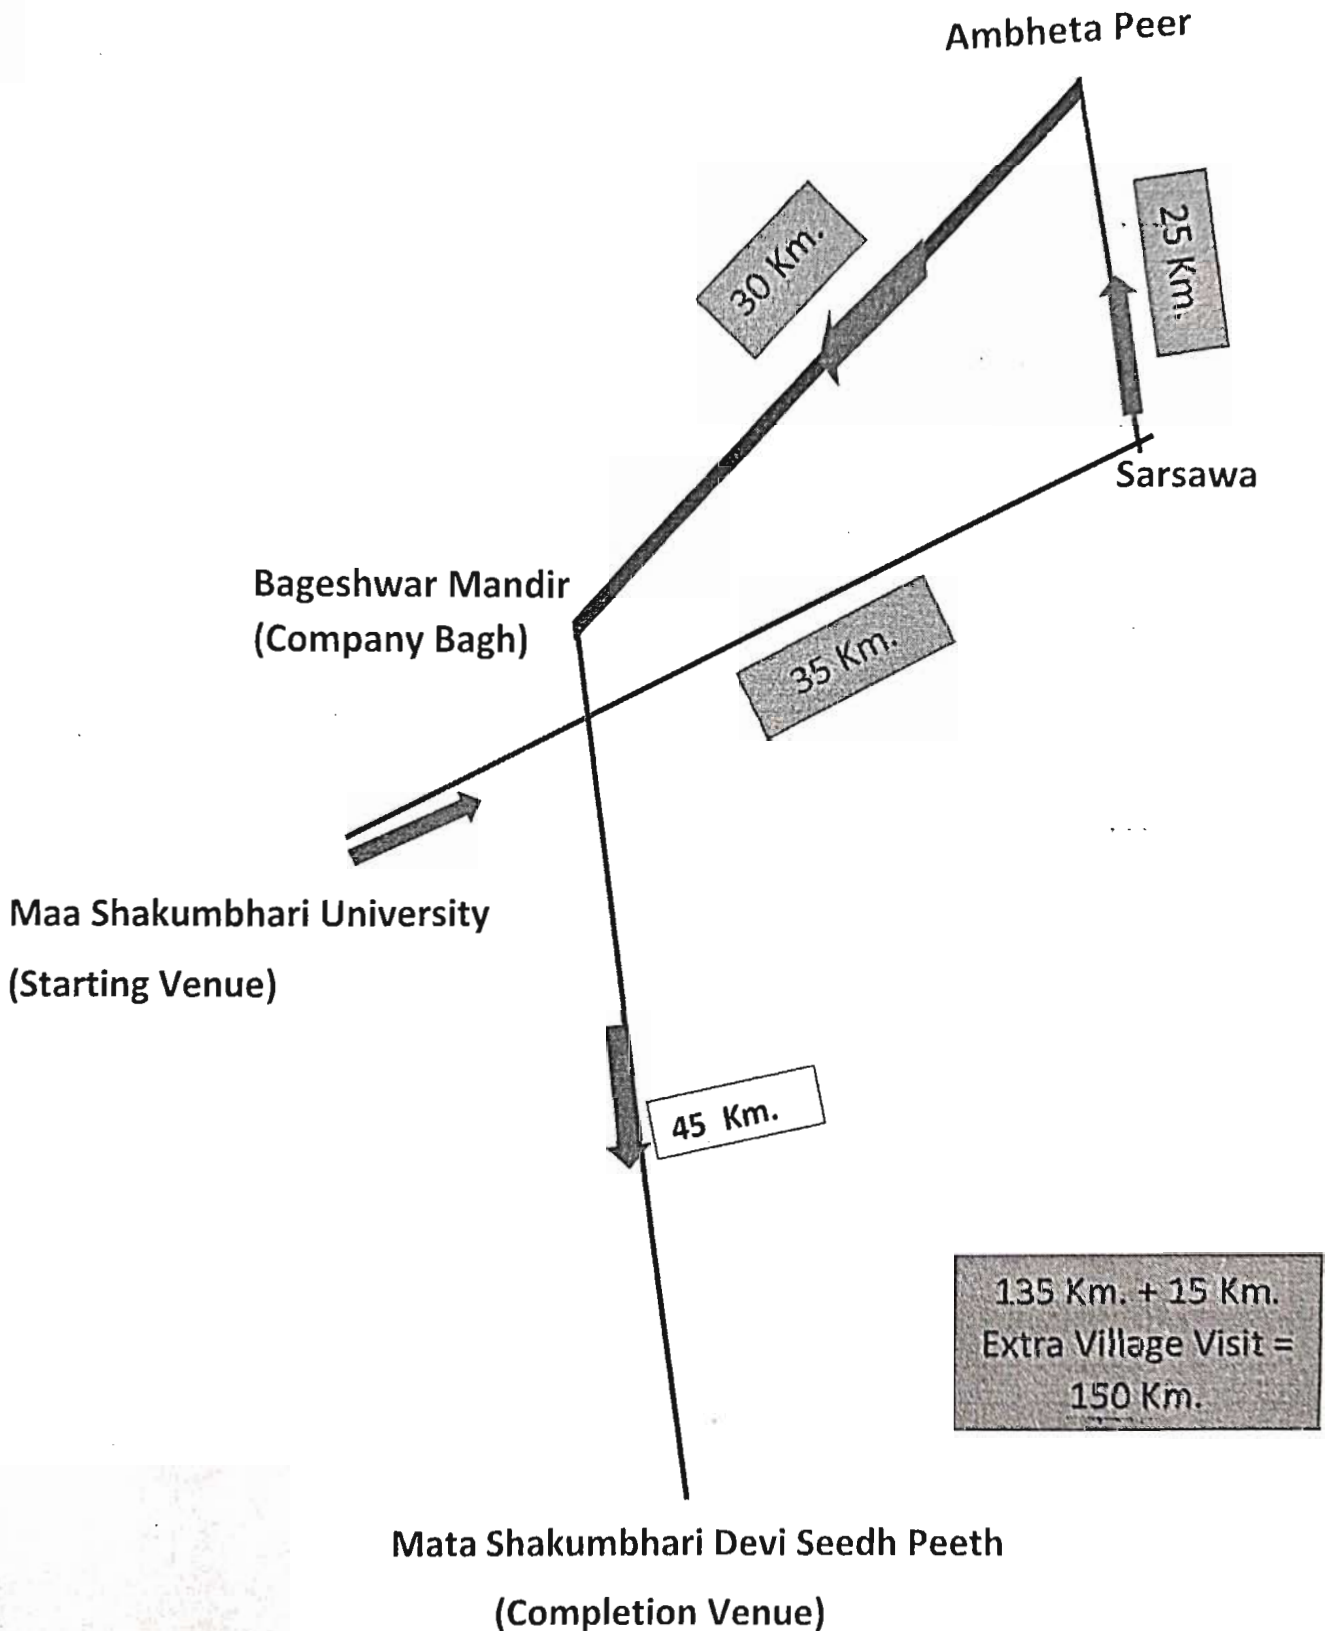 Ambheta Peer
30 Km.
25 Km.
Sarsawa
Bageshwar Mandir
(Company Bagh)
35 Km.
Maa Shakumbhari University
(Starting Venue)
45 Km.
135 Km. + 15 Km.
Extra Village Visit =
150 Km.
Mata Shakumbhari Devi Seedh Peeth
(Completion Venue)